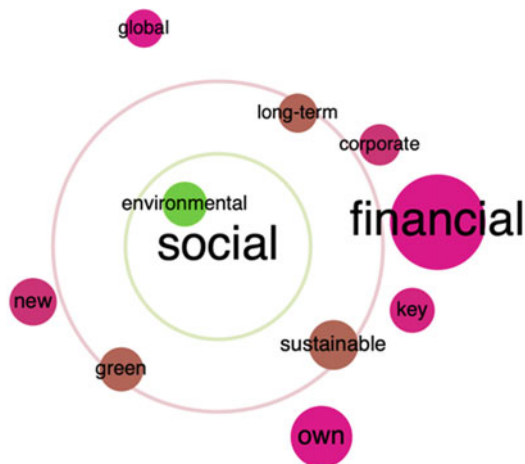 global
long-term
corporate
environmental
financial
social
new
key
sustainable
green
own